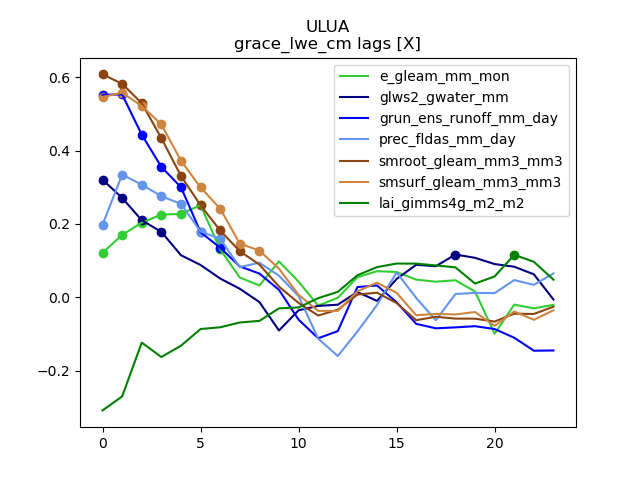 ULUA
grace_lwe_cm lags [X]
0.6
0.4
0.2
0.0
−0.2
0
5
10
15
20
e_gleam_mm_mon
glws2_gwater_mm
grun_ens_runoff_mm_day
prec_fldas_mm_day
smroot_gleam_mm3_mm3
smsurf_gleam_mm3_mm3
lai_gimms4g_m2_m2